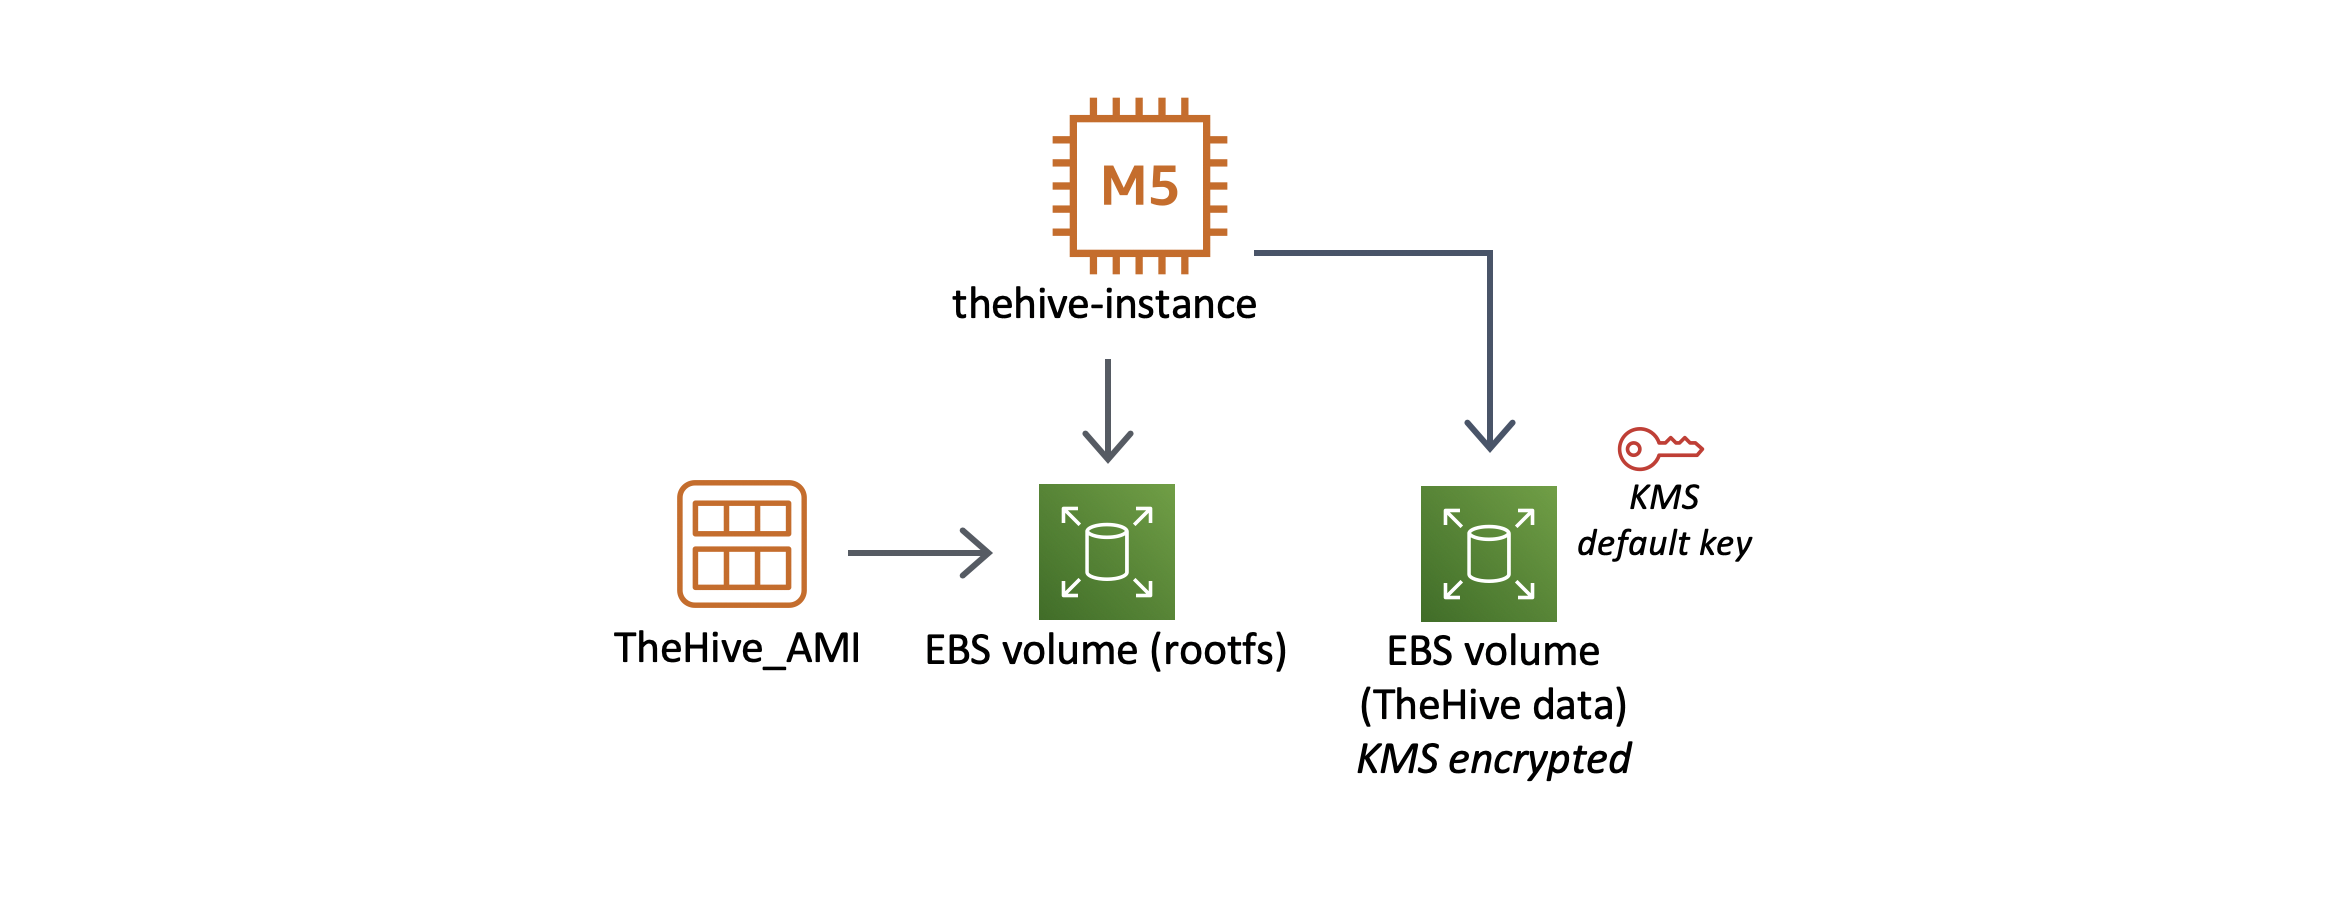 M5
thehive-instance
KMS
default key
TheHive_AMI
EBS volume (rootfs)
EBS volume
(TheHive data)
KMS encrypted